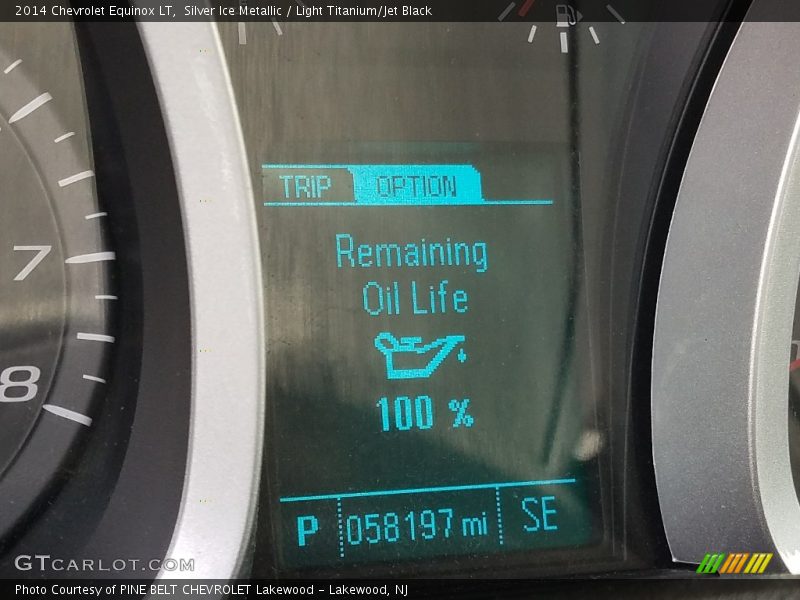 2014 Chevrolet Equinox LT,  Silver Ice Metallic / Light Titanium/Jet Black
TRIP OPTION
Remaining
Oil Life
100 %
P 058197 mi SE
7
8
GTCARLOT.COM
Photo Courtesy of PINE BELT CHEVROLET Lakewood - Lakewood, NJ